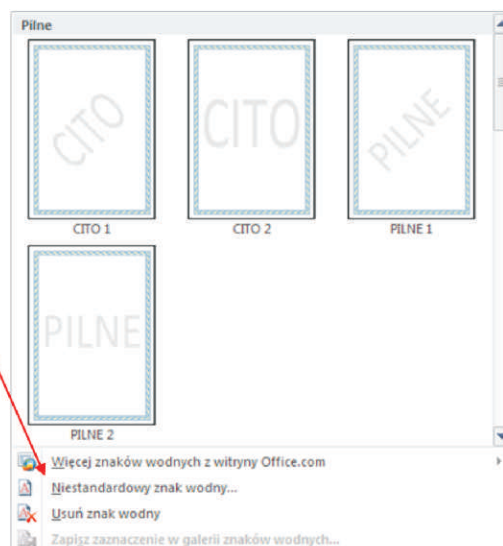 Pilne
CITO
CITO
PILNE
CITO 1
CITO 2
PILNE 1
PILNE
PILNE 2
Więcej znaków wodnych z witryny Office.com
Niestandardowy znak wodny...
Usuń znak wodny
Zapisz zaznaczenie w galerii znaków wodnych...